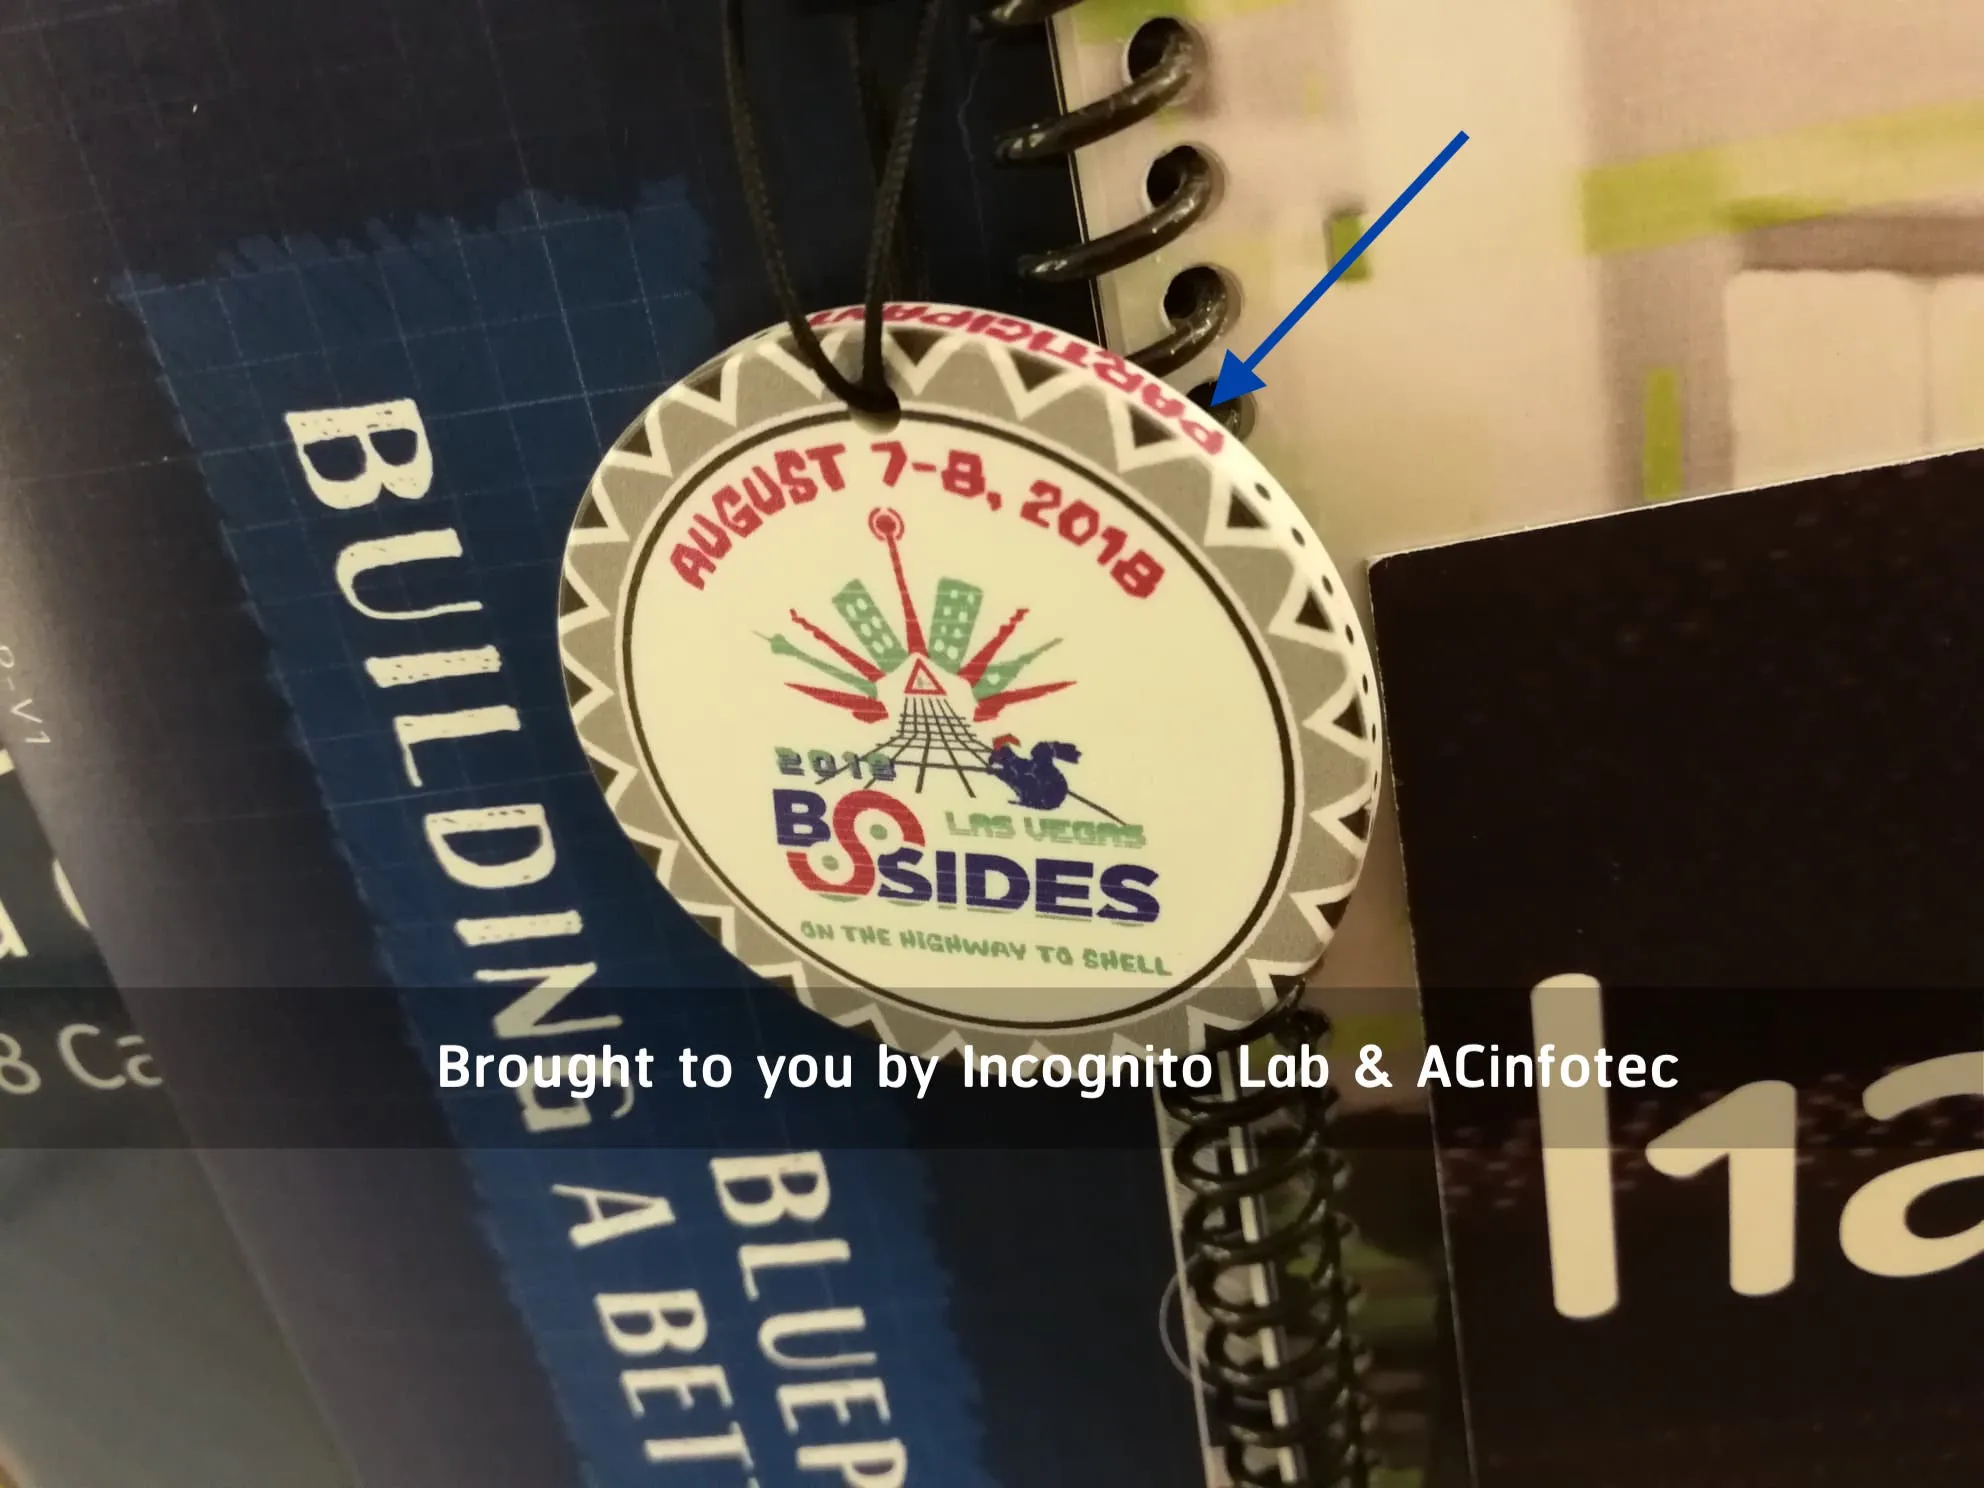 PARTICIPANT
AUGUST 7-8, 2018
2018
BSIDES
LAS VEGAS
ON THE HIGHWAY TO SHELL
BUILDING A BET
BLUEP
8 Ca
Brought to you by Incognito Lab & ACinfotec